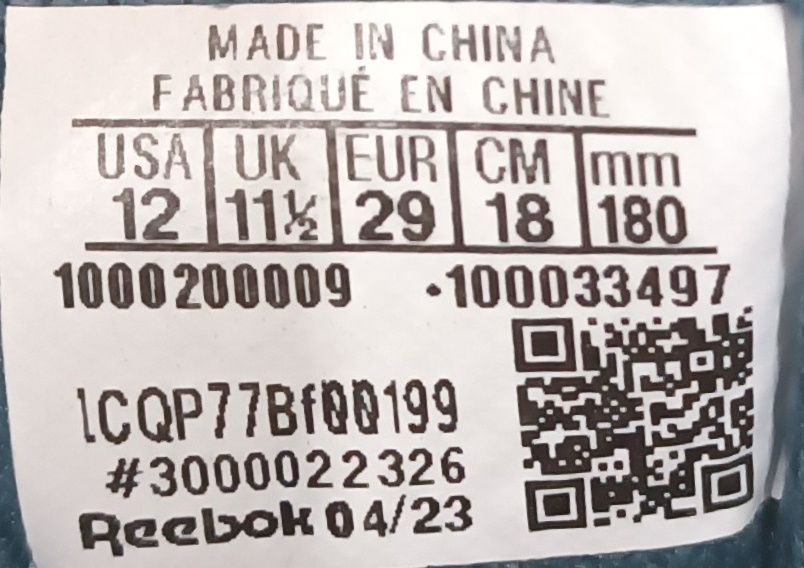 MADE IN CHINA
FABRIQUÉ EN CHINE
USA UK EUR CM mm
12 11½ 29 18 180
1000200009 •100033497
1CQP77Bf00199
#3000022326
Reebok 04/23